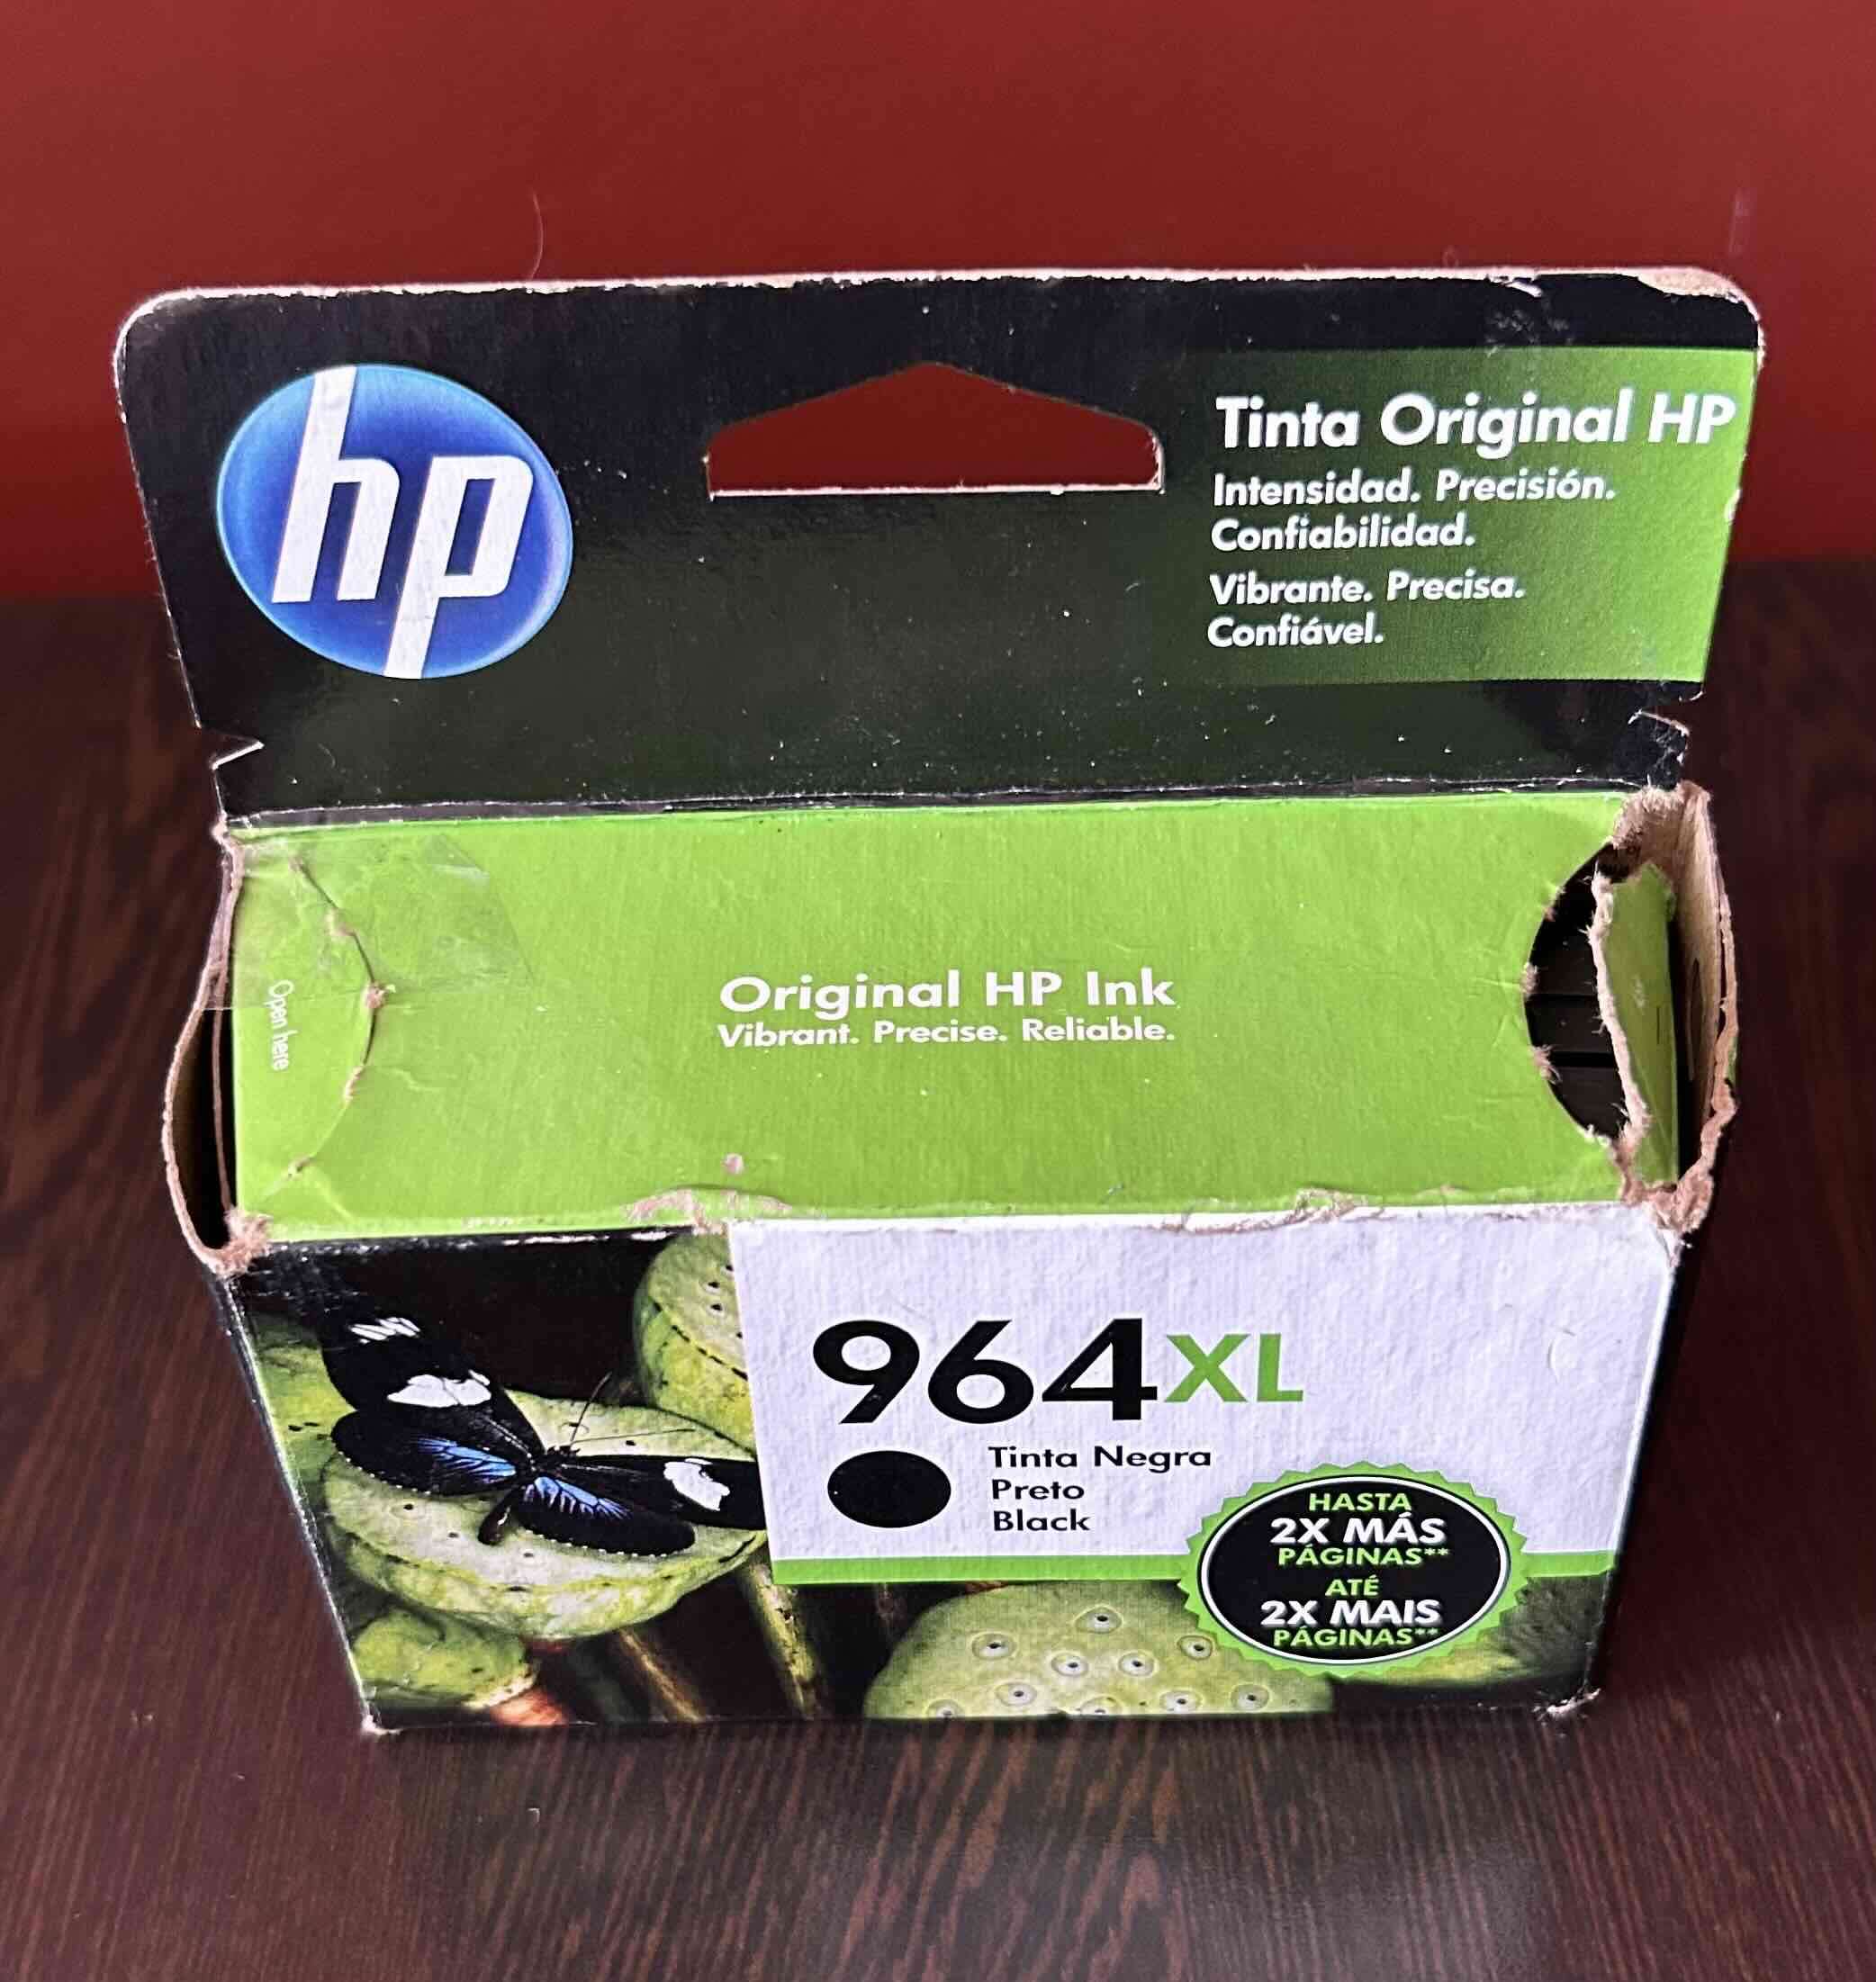 hp
Tinta Original HP
Intensidad. Precisión.
Confiabilidad.
Vibrante. Precisa.
Confiável.
Open here
Original HP Ink
Vibrant. Precise. Reliable.
964XL
Tinta Negra
Preto
Black
HASTA
2X MÁS
PÁGINAS**
ATÉ
2X MAIS
PÁGINAS**